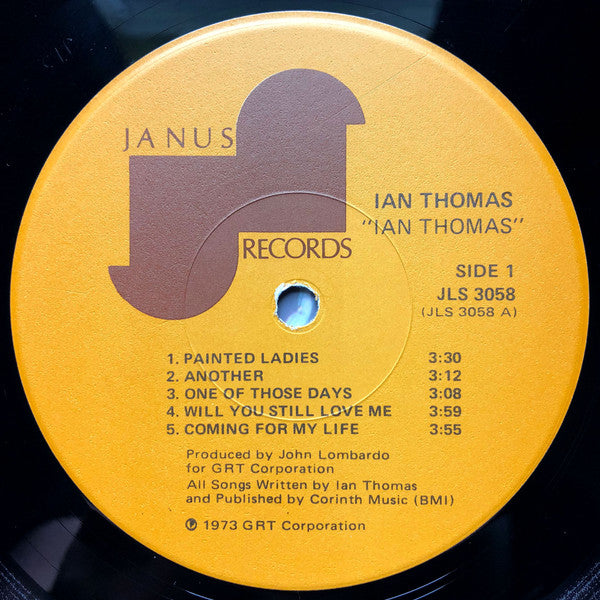 JANUS
RECORDS
IAN THOMAS
"IAN THOMAS"
SIDE 1
JLS 3058
(JLS 3058 A)
1. PAINTED LADIES 3:30
2. ANOTHER 3:12
3. ONE OF THOSE DAYS 3:08
4. WILL YOU STILL LOVE ME 3:59
5. COMING FOR MY LIFE 3:55
Produced by John Lombardo
for GRT Corporation
All Songs Written by Ian Thomas
and Published by Corinth Music (BMI)
℗ 1973 GRT Corporation